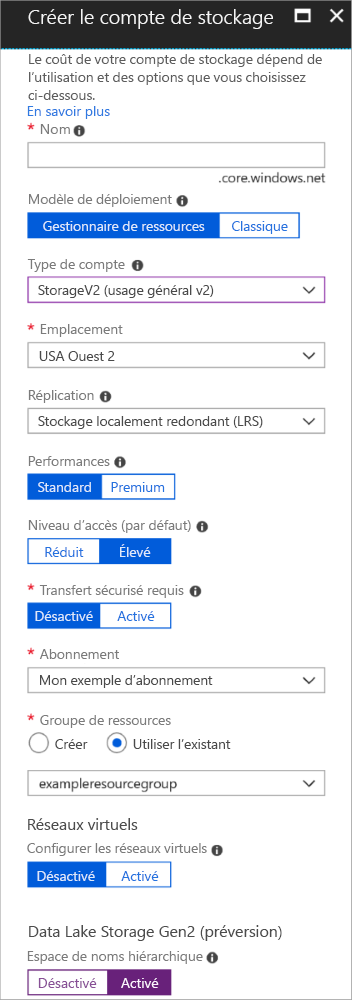 Créer le compte de stockage
Le coût de votre compte de stockage dépend de
l’utilisation et des options que vous choisissez
ci-dessous.
En savoir plus
* Nom
.core.windows.net
Modèle de déploiement
Gestionnaire de ressources Classique
Type de compte
StorageV2 (usage général v2)
* Emplacement
USA Ouest 2
Réplication
Stockage localement redondant (LRS)
Performances
Standard Premium
Niveau d’accès (par défaut)
Réduit Élevé
* Transfert sécurisé requis
Désactivé Activé
* Abonnement
Mon exemple d’abonnement
* Groupe de ressources
Créer Utiliser l’existant
exampleresourcegroup
Réseaux virtuels
Configurer les réseaux virtuels
Désactivé Activé
Data Lake Storage Gen2 (préversion)
Espace de noms hiérarchique
Désactivé Activé